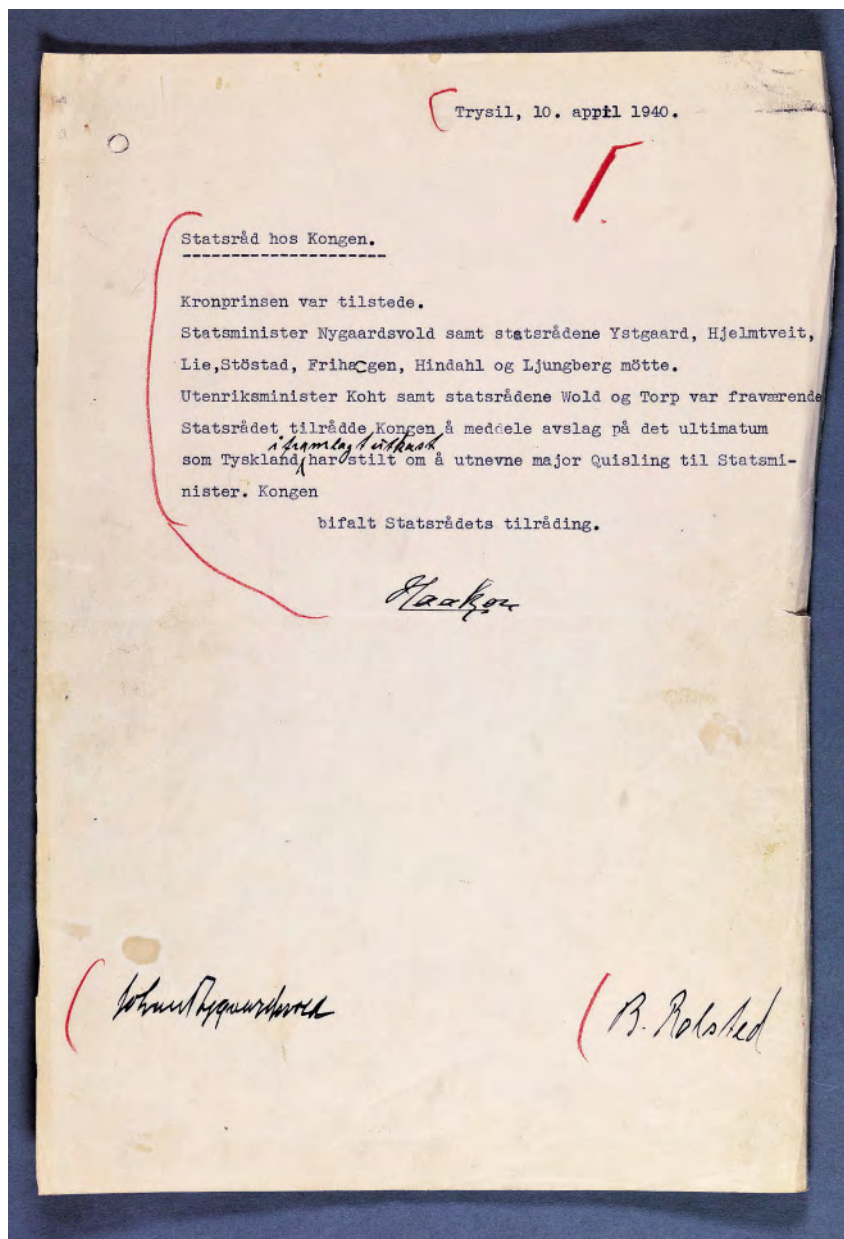 Trysil, 10. april 1940.
Statsråd hos Kongen.
Kronprinsen var tilstede.
Statsminister Nygaardsvold samt statsrådene Ystgaard, Hjelmtveit,
Lie,Stöstad, Frihagen, Hindahl og Ljungberg mötte.
Utenriksminister Koht samt statsrådene Wold og Torp var fraværende
Statsrådet tilrådde Kongen å meddele avslag på det ultimatum
i framlagt utkast
som Tyskland har stilt om å utnevne major Quisling til Statsmi-
nister. Kongen
bifalt Statsrådets tilråding.
Haakon
Johan Nygaardsvold
B. Rolsted